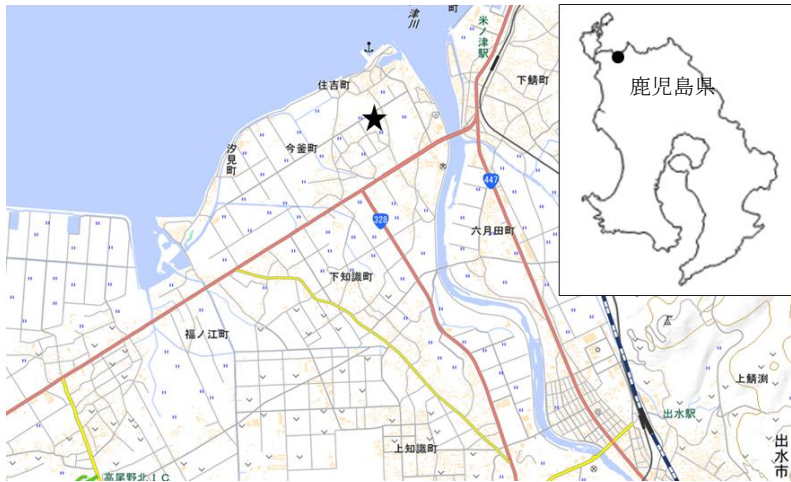 町
津川
米ノ津駅
下鯖町
住吉町
今釜町
汐見町
447
328
六月田町
下知識町
福ノ江町
上鯖渕
出水駅
上知識町
出水市
高尾野北IC
鹿児島県